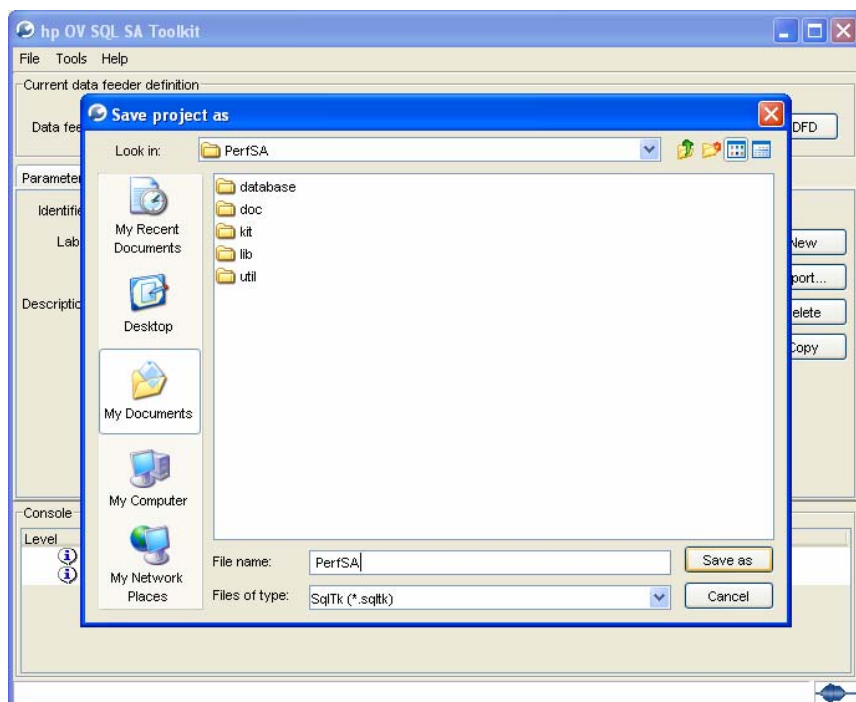 hp OV SQL SA Toolkit
File Tools Help
Current data feeder definition
Data fee
DFD
Save project as
Look in: PerfSA
Parameter
Identifie
Lab
Descriptio
My Recent Documents
Desktop
My Documents
My Computer
My Network Places
database
doc
kit
lib
util
New
port...
elete
Copy
Console
Level
File name: PerfSA
Save as
Files of type: SqlTk (*.sqltk)
Cancel